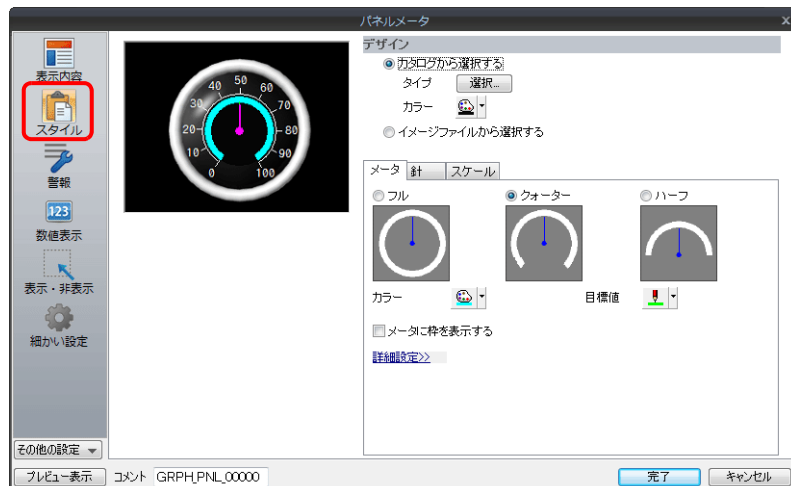 パネルメータ
x
表示内容
スタイル
警報
123
数値表示
表示・非表示
細かい設定
その他の設定
0
10
20
30
40
50
60
70
80
90
100
デザイン
カタログから選択する
タイプ 選択...
カラー
イメージファイルから選択する
メータ 針 スケール
フル クォーター ハーフ
カラー 目標値
メータに枠を表示する
詳細設定>>
プレビュー表示 コメント GRPH_PNL_00000 完了 キャンセル